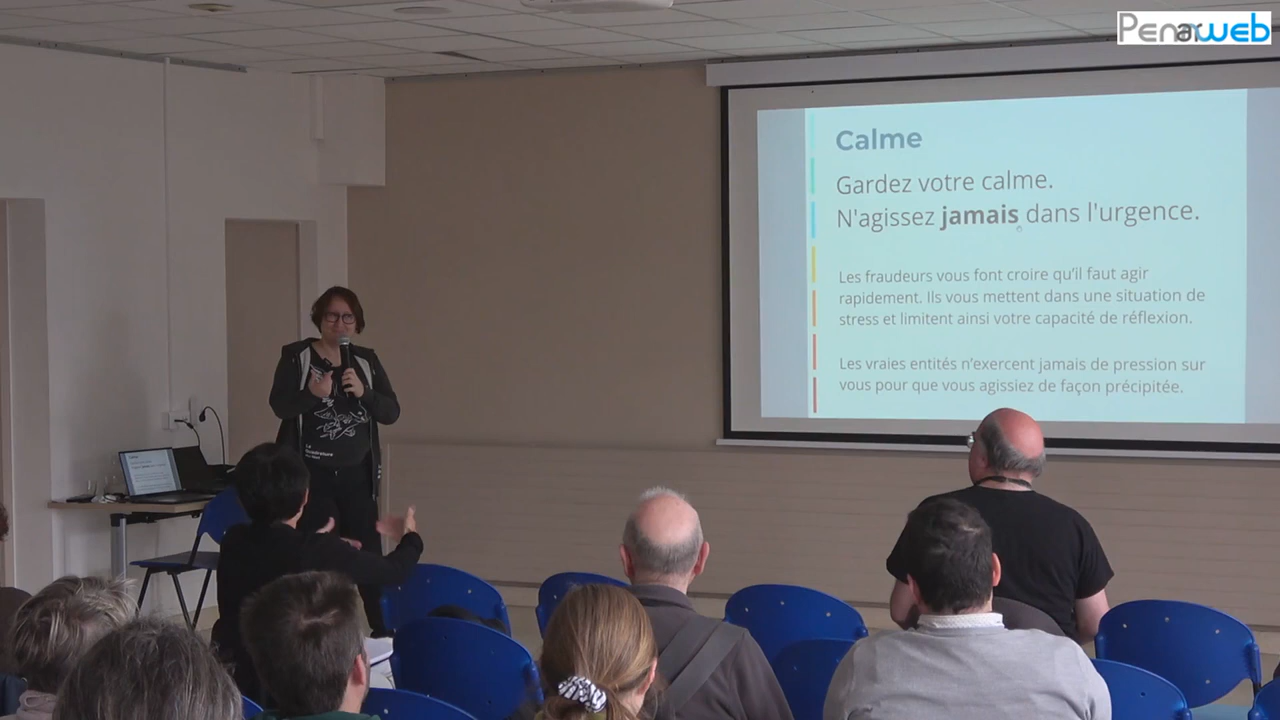 Penarweb
Calme
Gardez votre calme.
N'agissez jamais dans l'urgence.
Les fraudeurs vous font croire qu'il faut agir
rapidement. Ils vous mettent dans une situation de
stress et limitent ainsi votre capacité de réflexion.
Les vraies entités n'exercent jamais de pression sur
vous pour que vous agissiez de façon précipitée.